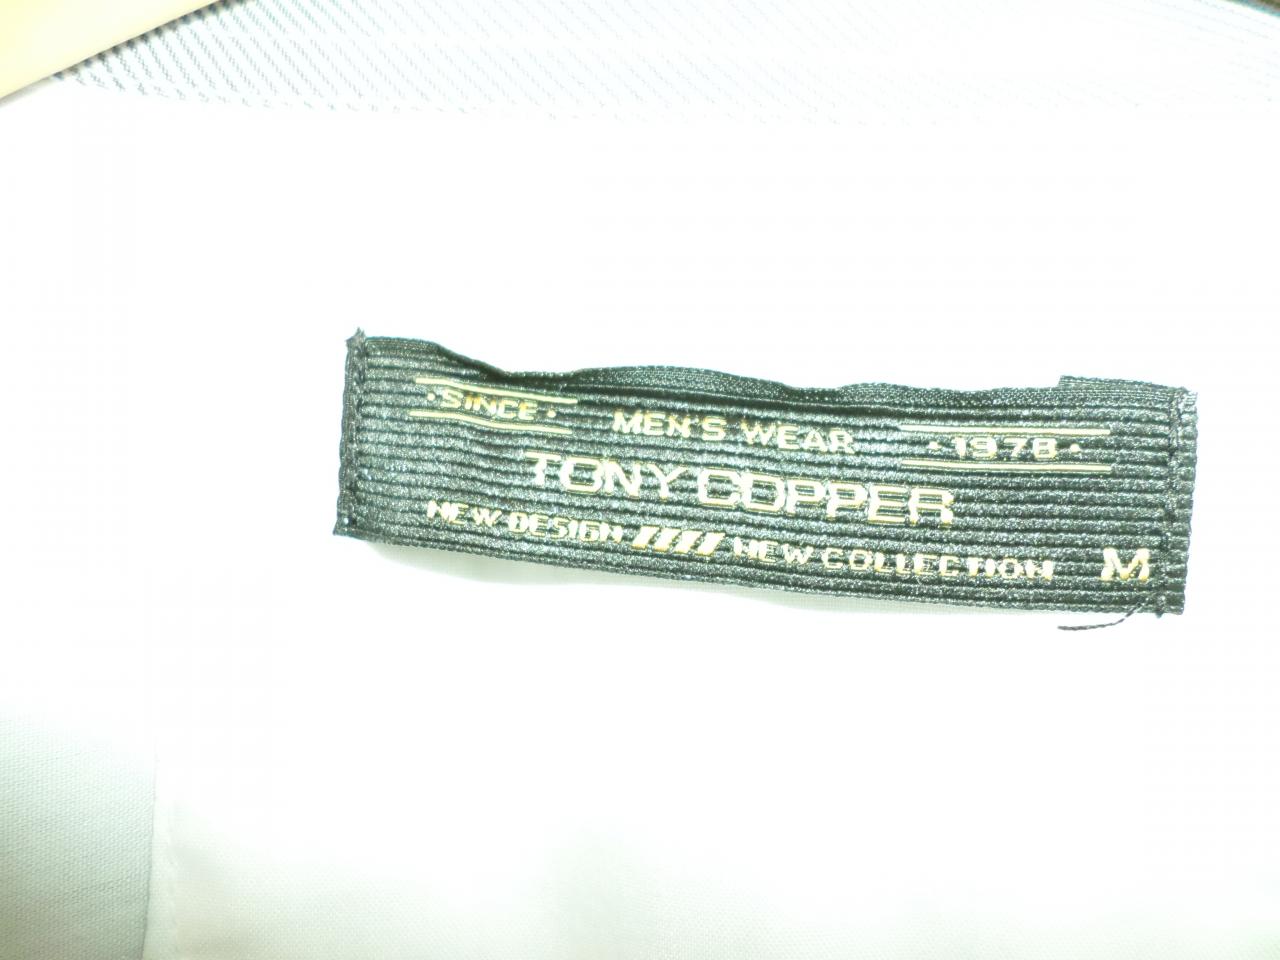 • SINCE • MEN'S WEAR • 1978 •
TONY COPPER
NEW DESIGN //// NEW COLLECTION M